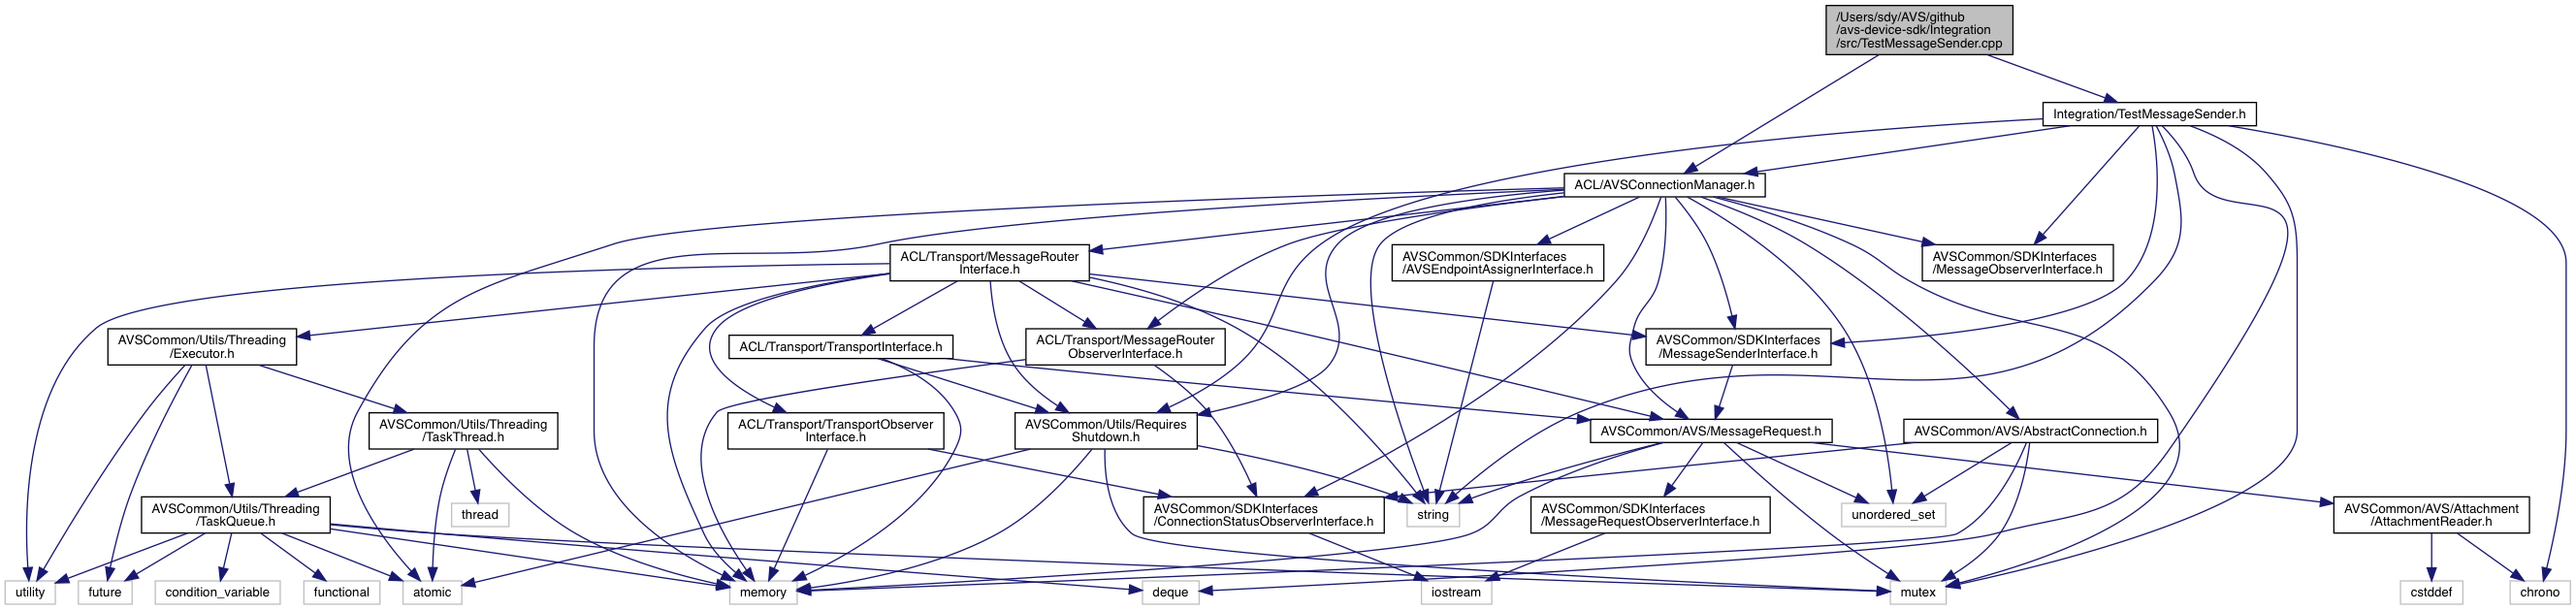 /Users/sdy/AVS/github
/avs-device-sdk/Integration
/src/TestMessageSender.cpp
Integration/TestMessageSender.h
ACL/AVSConnectionManager.h
ACL/Transport/MessageRouter
Interface.h
AVSCommon/SDKInterfaces
/AVSEndpointAssignerInterface.h
AVSCommon/SDKInterfaces
/MessageObserverInterface.h
AVSCommon/Utils/Threading
/Executor.h
ACL/Transport/TransportInterface.h
ACL/Transport/MessageRouter
ObserverInterface.h
AVSCommon/SDKInterfaces
/MessageSenderInterface.h
AVSCommon/Utils/Threading
/TaskThread.h
ACL/Transport/TransportObserver
Interface.h
AVSCommon/Utils/Requires
Shutdown.h
AVSCommon/AVS/MessageRequest.h
AVSCommon/AVS/AbstractConnection.h
AVSCommon/Utils/Threading
/TaskQueue.h
thread
AVSCommon/SDKInterfaces
/ConnectionStatusObserverInterface.h
string
AVSCommon/SDKInterfaces
/MessageRequestObserverInterface.h
unordered_set
AVSCommon/AVS/Attachment
/AttachmentReader.h
utility
future
condition_variable
functional
atomic
memory
deque
iostream
mutex
cstddef
chrono